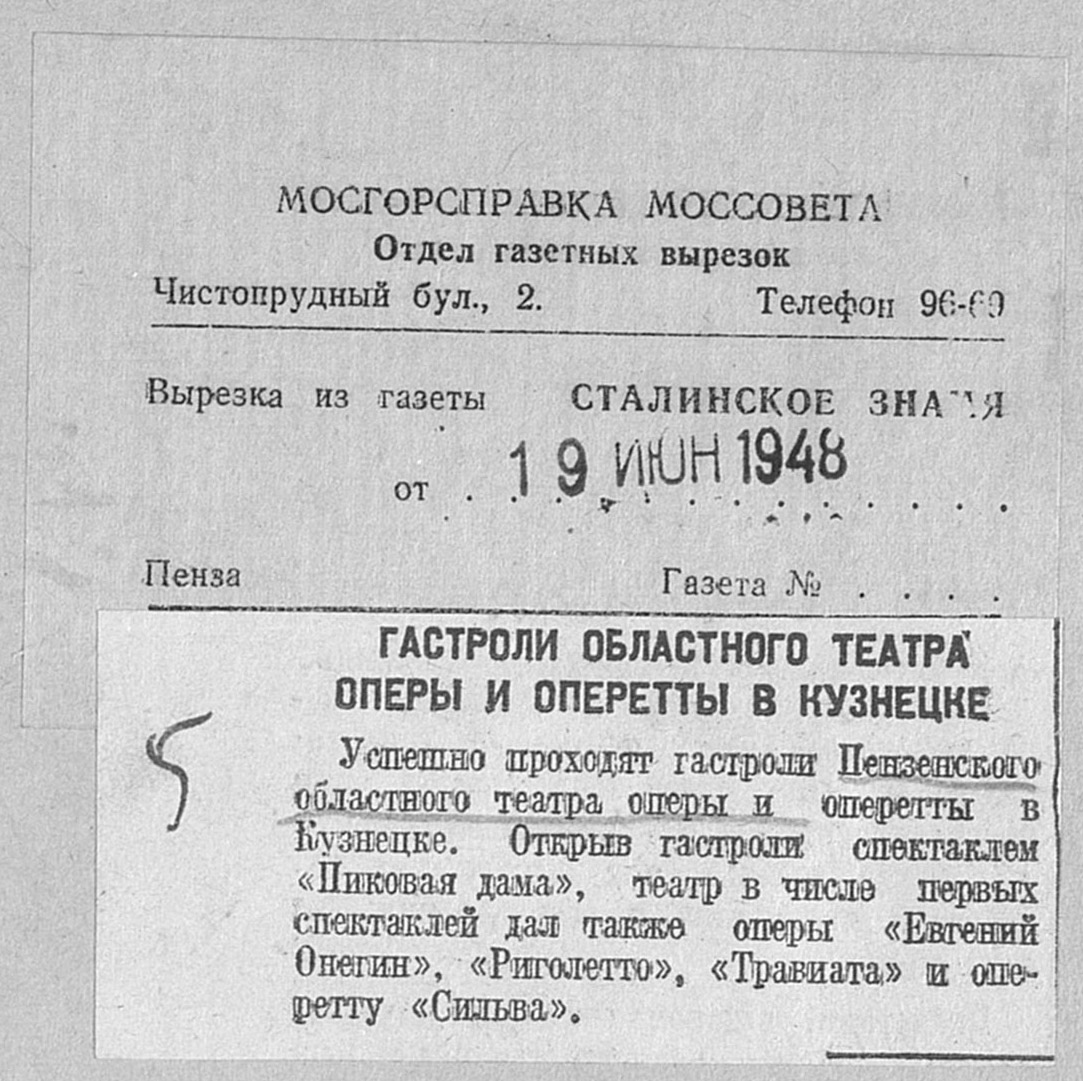 МОСГОРСПРАВКА МОССОВЕТА
Отдел газетных вырезок
Чистопрудный бул., 2. Телефон 96-69
Вырезка из газеты СТАЛИНСКОЕ ЗНАМЯ
от 19 ИЮН 1948
Пенза Газета № . . . .
ГАСТРОЛИ ОБЛАСТНОГО ТЕАТРА
ОПЕРЫ И ОПЕРЕТТЫ В КУЗНЕЦКЕ
5
Успешно проходят гастроли Пензенского
областного театра оперы и оперетты в
Кузнецке. Открыв гастроли спектаклем
«Пиковая дама», театр в числе первых
спектаклей дал также оперы «Евгений
Онегин», «Риголетто», «Травиата» и опе-
ретту «Сильва».